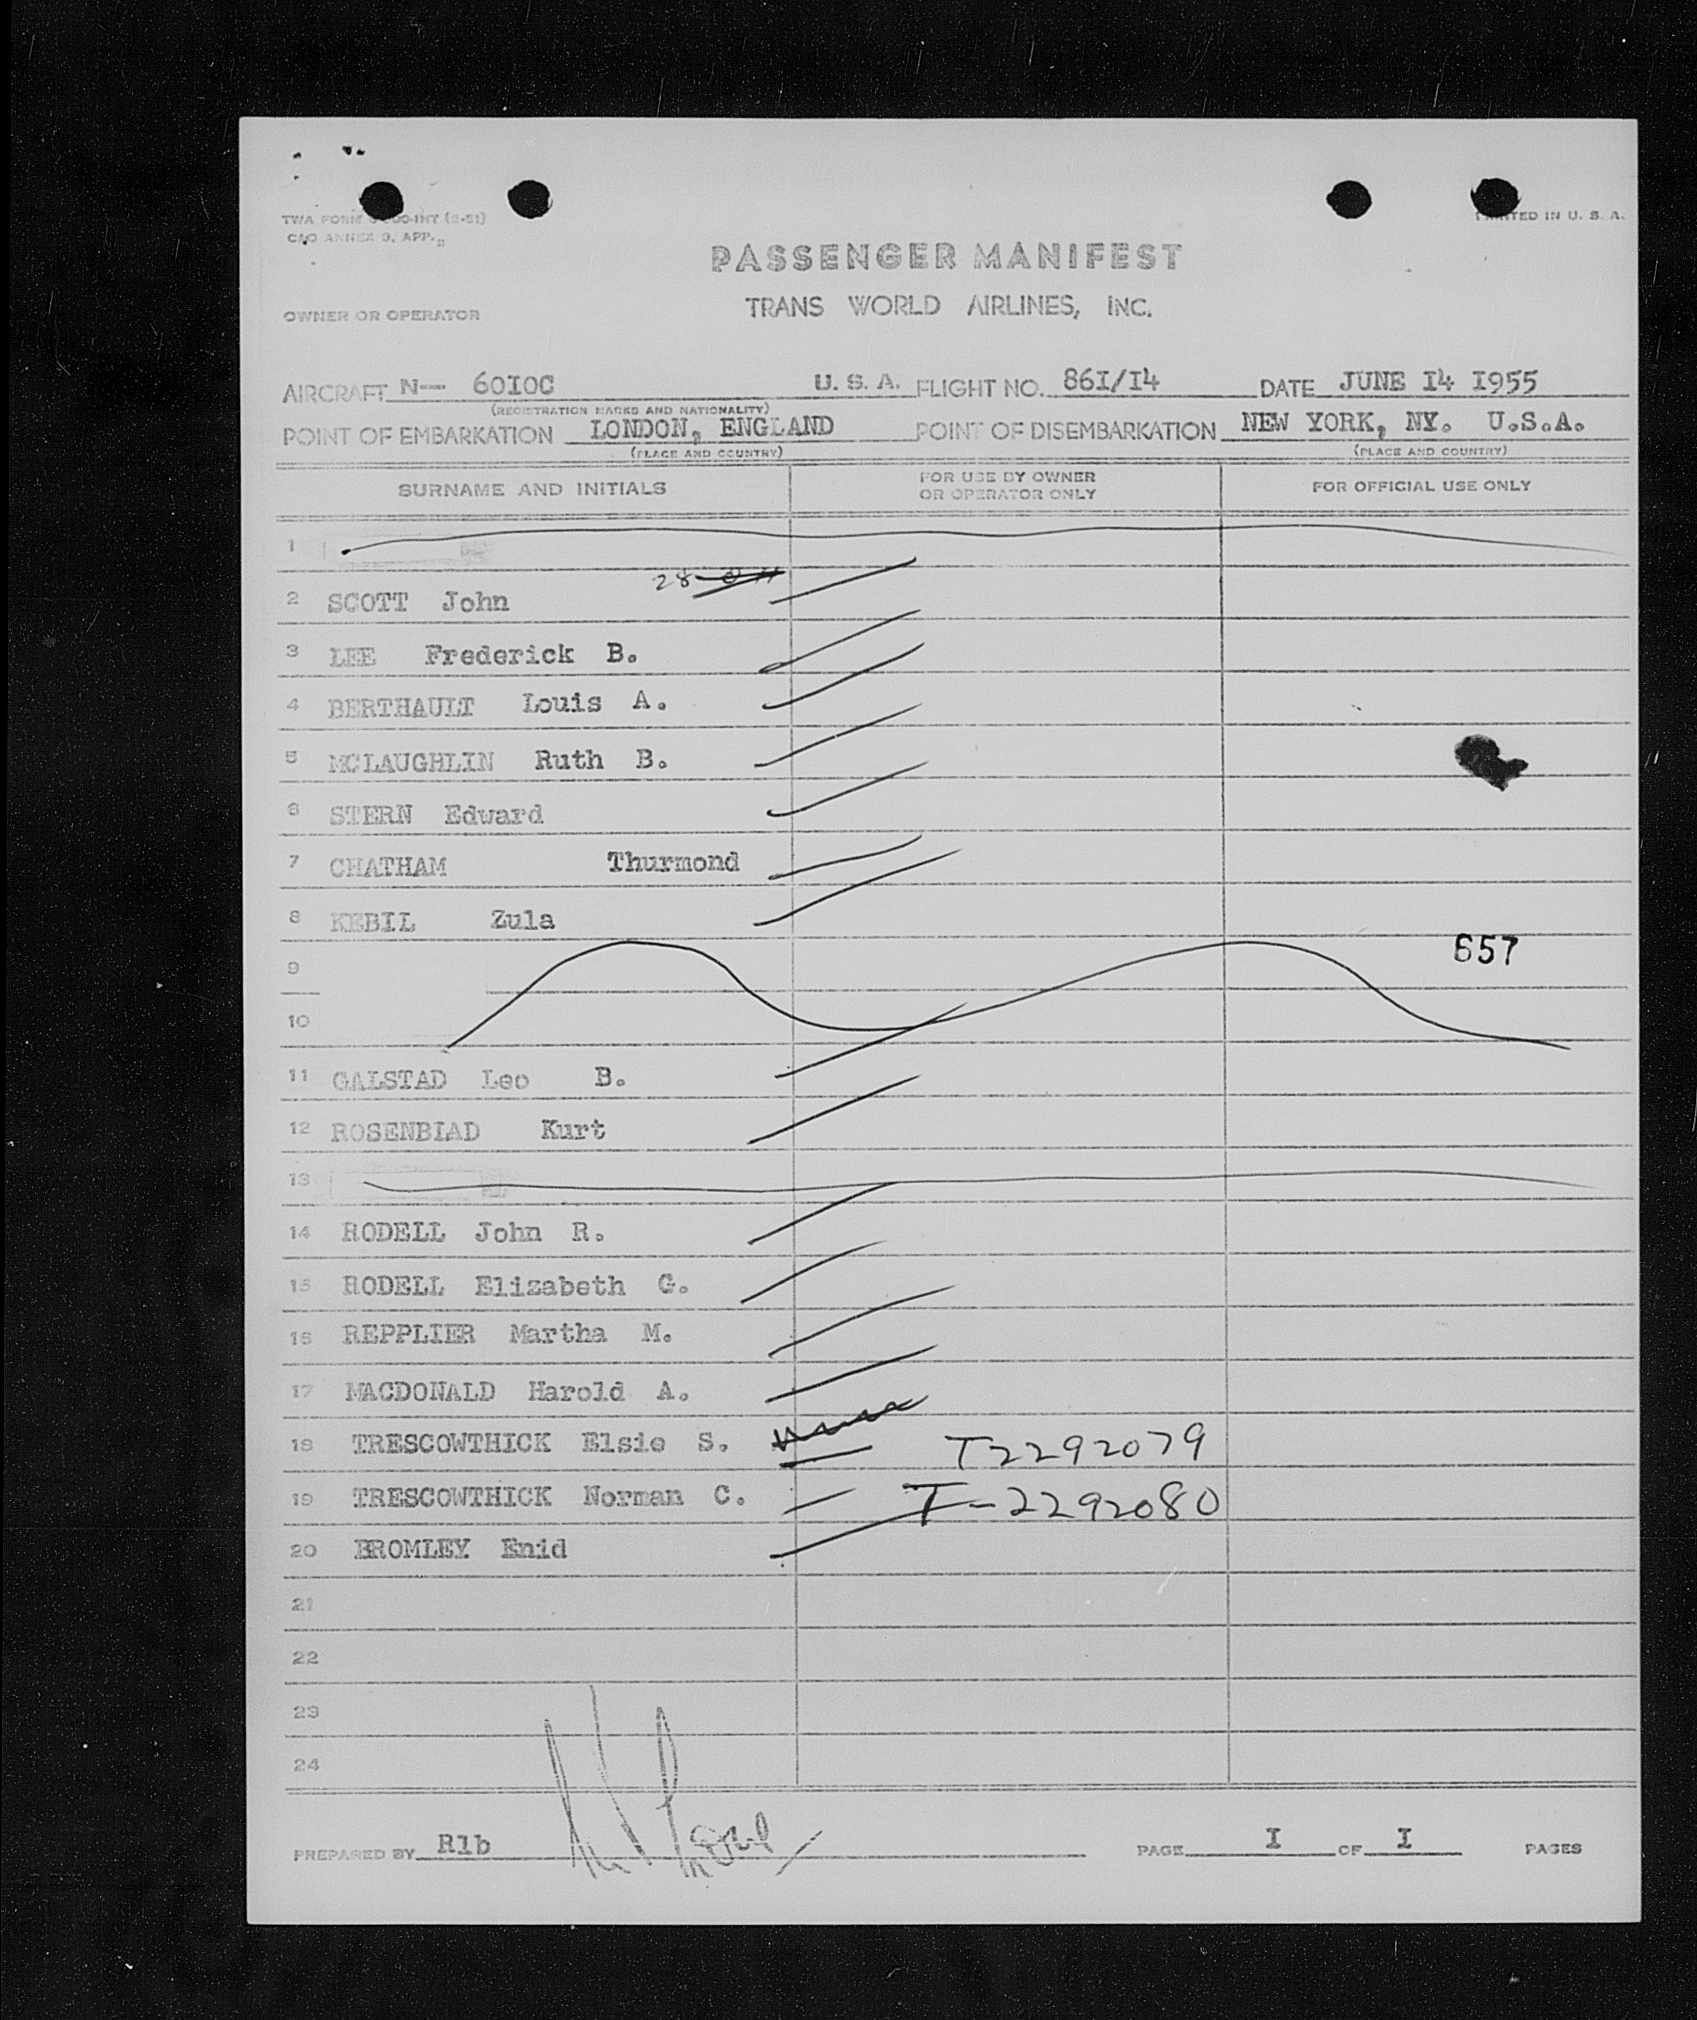 TWA FORM
PRINTED IN U. S. A.
PASSENGER MANIFEST
OWNER OR OPERATOR TRANS WORLD AIRLINES, INC.
AIRCRAFT N— 60I0C U. S. A. FLIGHT NO. 86I/I4 DATE JUNE I4 I955
(REGISTRATION MARKS AND NATIONALITY)
POINT OF EMBARKATION LONDON, ENGLAND POINT OF DISEMBARKATION NEW YORK, NY. U.S.A.
(PLACE AND COUNTRY) (PLACE AND COUNTRY)
SURNAME AND INITIALS FOR USE BY OWNER OR OPERATOR ONLY FOR OFFICIAL USE ONLY
1
28
2 SCOTT John
3 LEE Frederick B.
4 BERTHAULT Louis A.
5 MCLAUGHLIN Ruth B.
6 STERN Edward
7 CHATHAM Thurmond
8 KEBIL Zula
657
9
10
11 GALSTAD Leo B.
12 ROSENBIAD Kurt
13
14 RODELL John R.
15 RODELL Elizabeth G.
16 REPPLIER Martha M.
17 MACDONALD Harold A.
18 TRESCOWTHICK Elsie S. T2292079
19 TRESCOWTHICK Norman C. T-2292080
20 BROMLEY Enid
21
22
23
24
PREPARED BY R1b PAGE I OF I PAGES